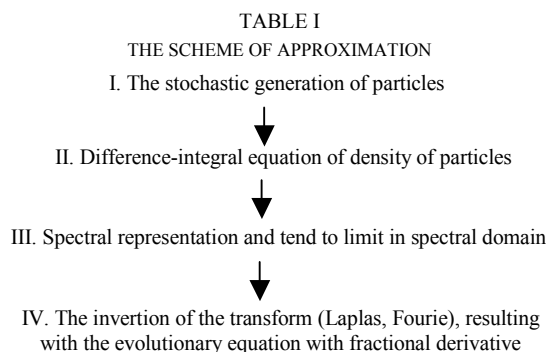 TABLE I
THE SCHEME OF APPROXIMATION
I. The stochastic generation of particles
II. Difference-integral equation of density of particles
III. Spectral representation and tend to limit in spectral domain
IV. The invertion of the transform (Laplas, Fourie), resulting
with the evolutionary equation with fractional derivative